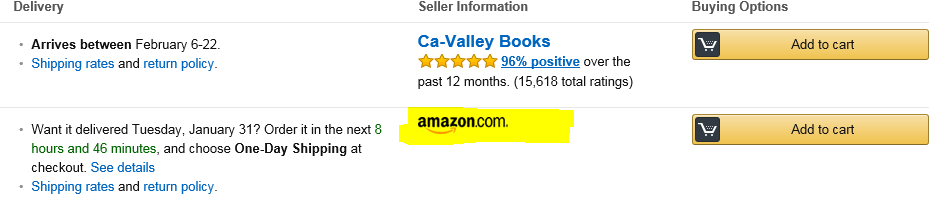 Delivery Seller Information Buying Options
Arrives between February 6-22.
Shipping rates and return policy.
Ca-Valley Books
96% positive over the
past 12 months. (15,618 total ratings)
Add to cart
Want it delivered Tuesday, January 31? Order it in the next 8
hours and 46 minutes, and choose One-Day Shipping at
checkout. See details
Shipping rates and return policy.
amazon.com.
Add to cart